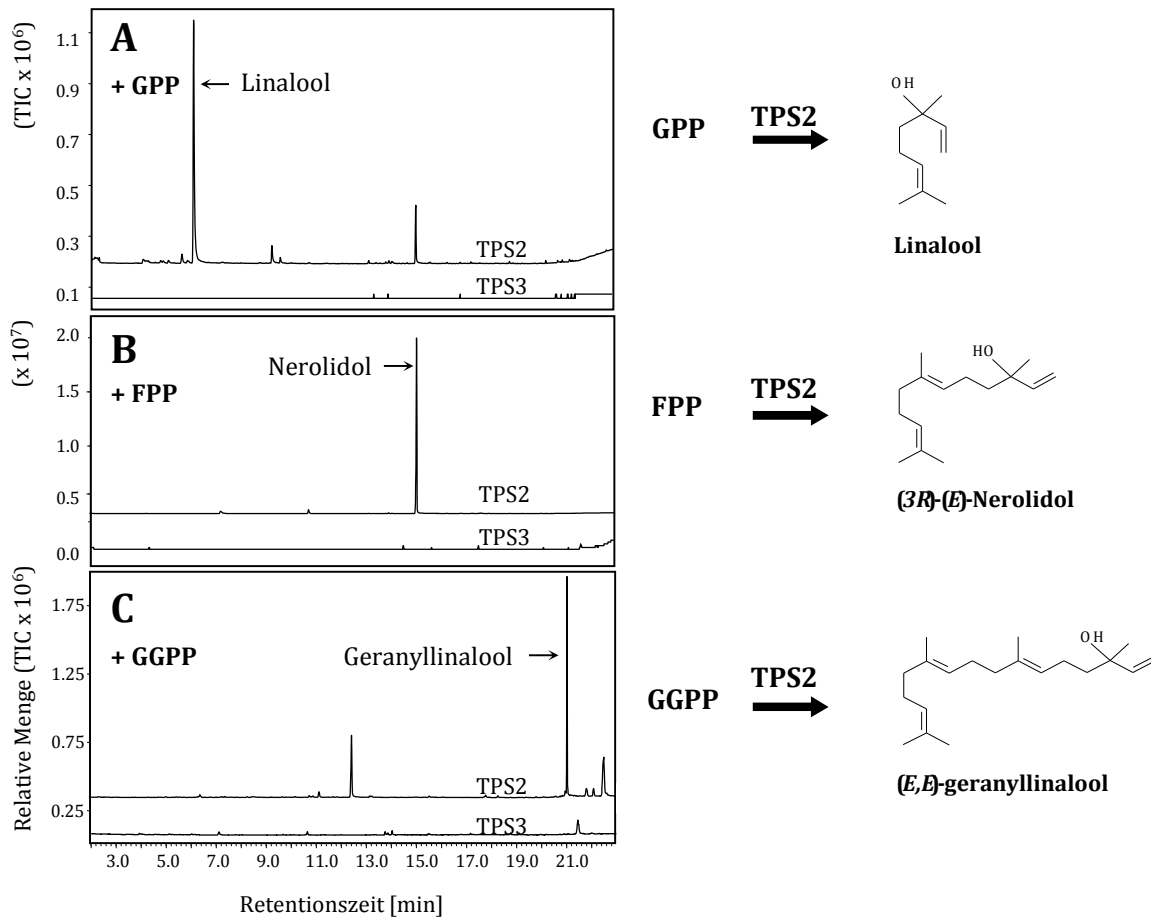 (TIC x 10⁶)
1.1
0.9
0.7
0.5
0.3
0.1
A
+ GPP
Linalool
TPS2
TPS3
GPP
TPS2
OH
Linalool
(x 10⁷)
2.0
1.5
1.0
0.5
0.0
B
+ FPP
Nerolidol
TPS2
TPS3
FPP
TPS2
HO
(3R)-(E)-Nerolidol
Relative Menge (TIC x 10⁶)
1.75
1.25
0.75
0.25
C
+ GGPP
Geranyllinalool
TPS2
TPS3
GGPP
TPS2
OH
(E,E)-geranyllinalool
3.0 5.0 7.0 9.0 11.0 13.0 15.0 17.0 19.0 21.0
Retentionszeit [min]